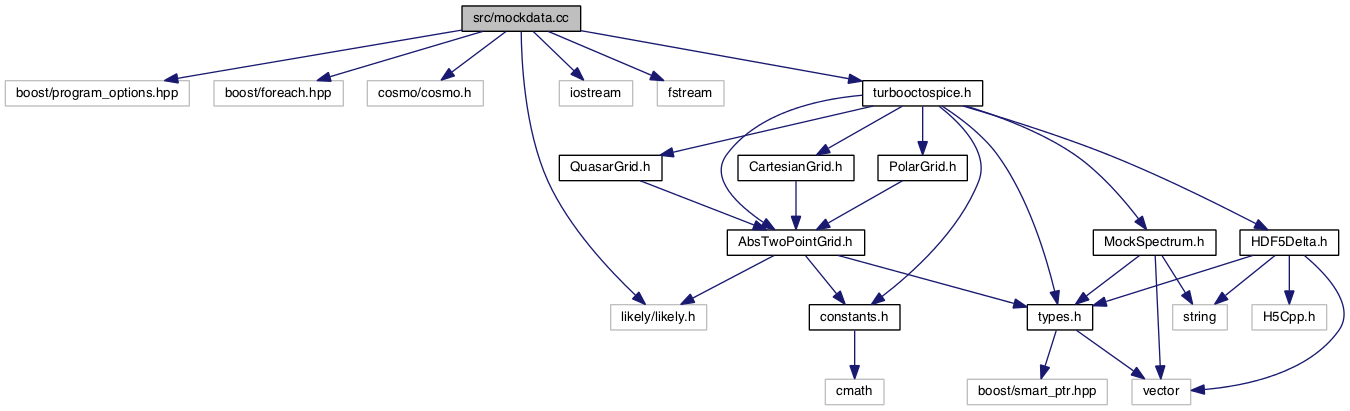 src/mockdata.cc
boost/program_options.hpp
boost/foreach.hpp
cosmo/cosmo.h
iostream
fstream
turbooctospice.h
QuasarGrid.h
CartesianGrid.h
PolarGrid.h
AbsTwoPointGrid.h
MockSpectrum.h
HDF5Delta.h
likely/likely.h
constants.h
types.h
string
H5Cpp.h
cmath
boost/smart_ptr.hpp
vector